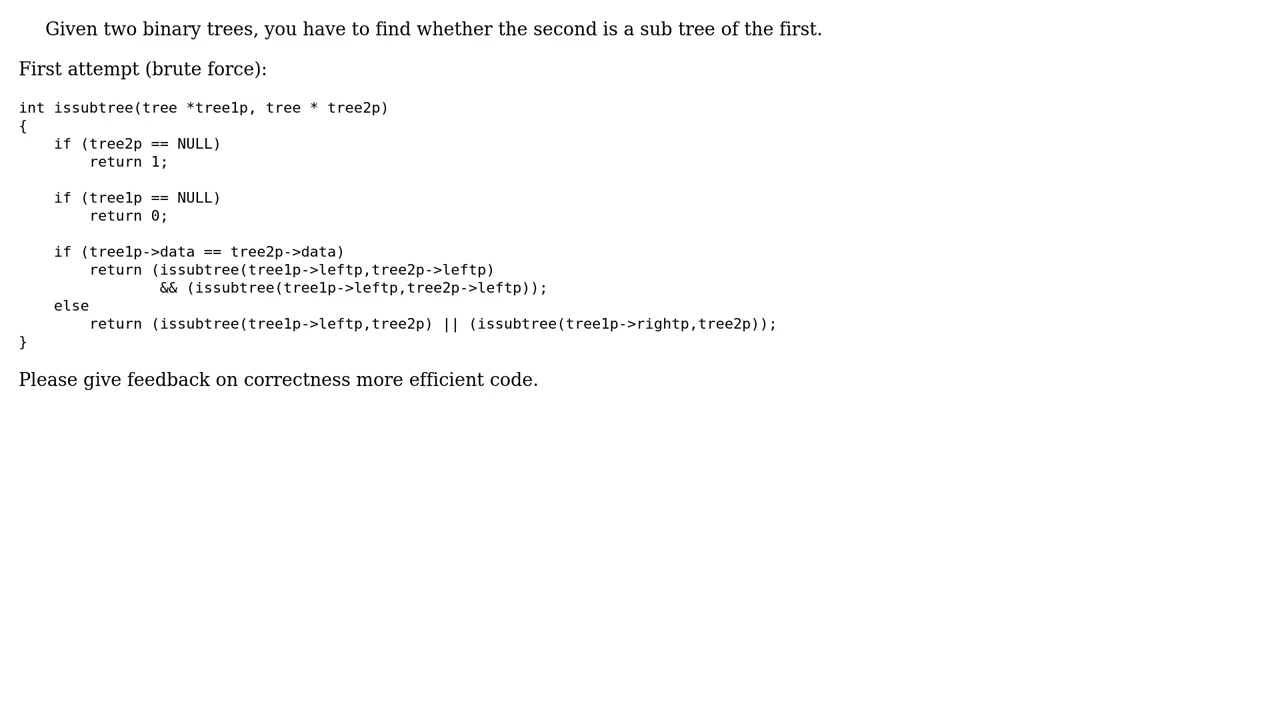 Given two binary trees, you have to find whether the second is a sub tree of the first.
First attempt (brute force):
int issubtree(tree *tree1p, tree * tree2p)
{
    if (tree2p == NULL)
        return 1;

    if (tree1p == NULL)
        return 0;

    if (tree1p->data == tree2p->data)
        return (issubtree(tree1p->leftp,tree2p->leftp)
                && (issubtree(tree1p->leftp,tree2p->leftp));
    else
        return (issubtree(tree1p->leftp,tree2p) || (issubtree(tree1p->rightp,tree2p));
}
Please give feedback on correctness more efficient code.